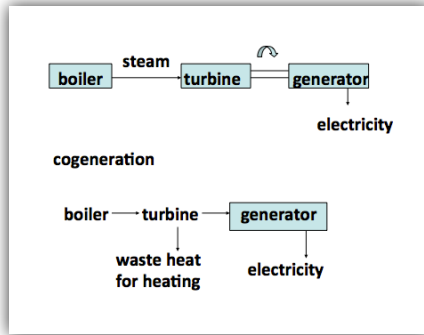 steam
boiler turbine generator
electricity
cogeneration
boiler turbine generator
waste heat
for heating
electricity